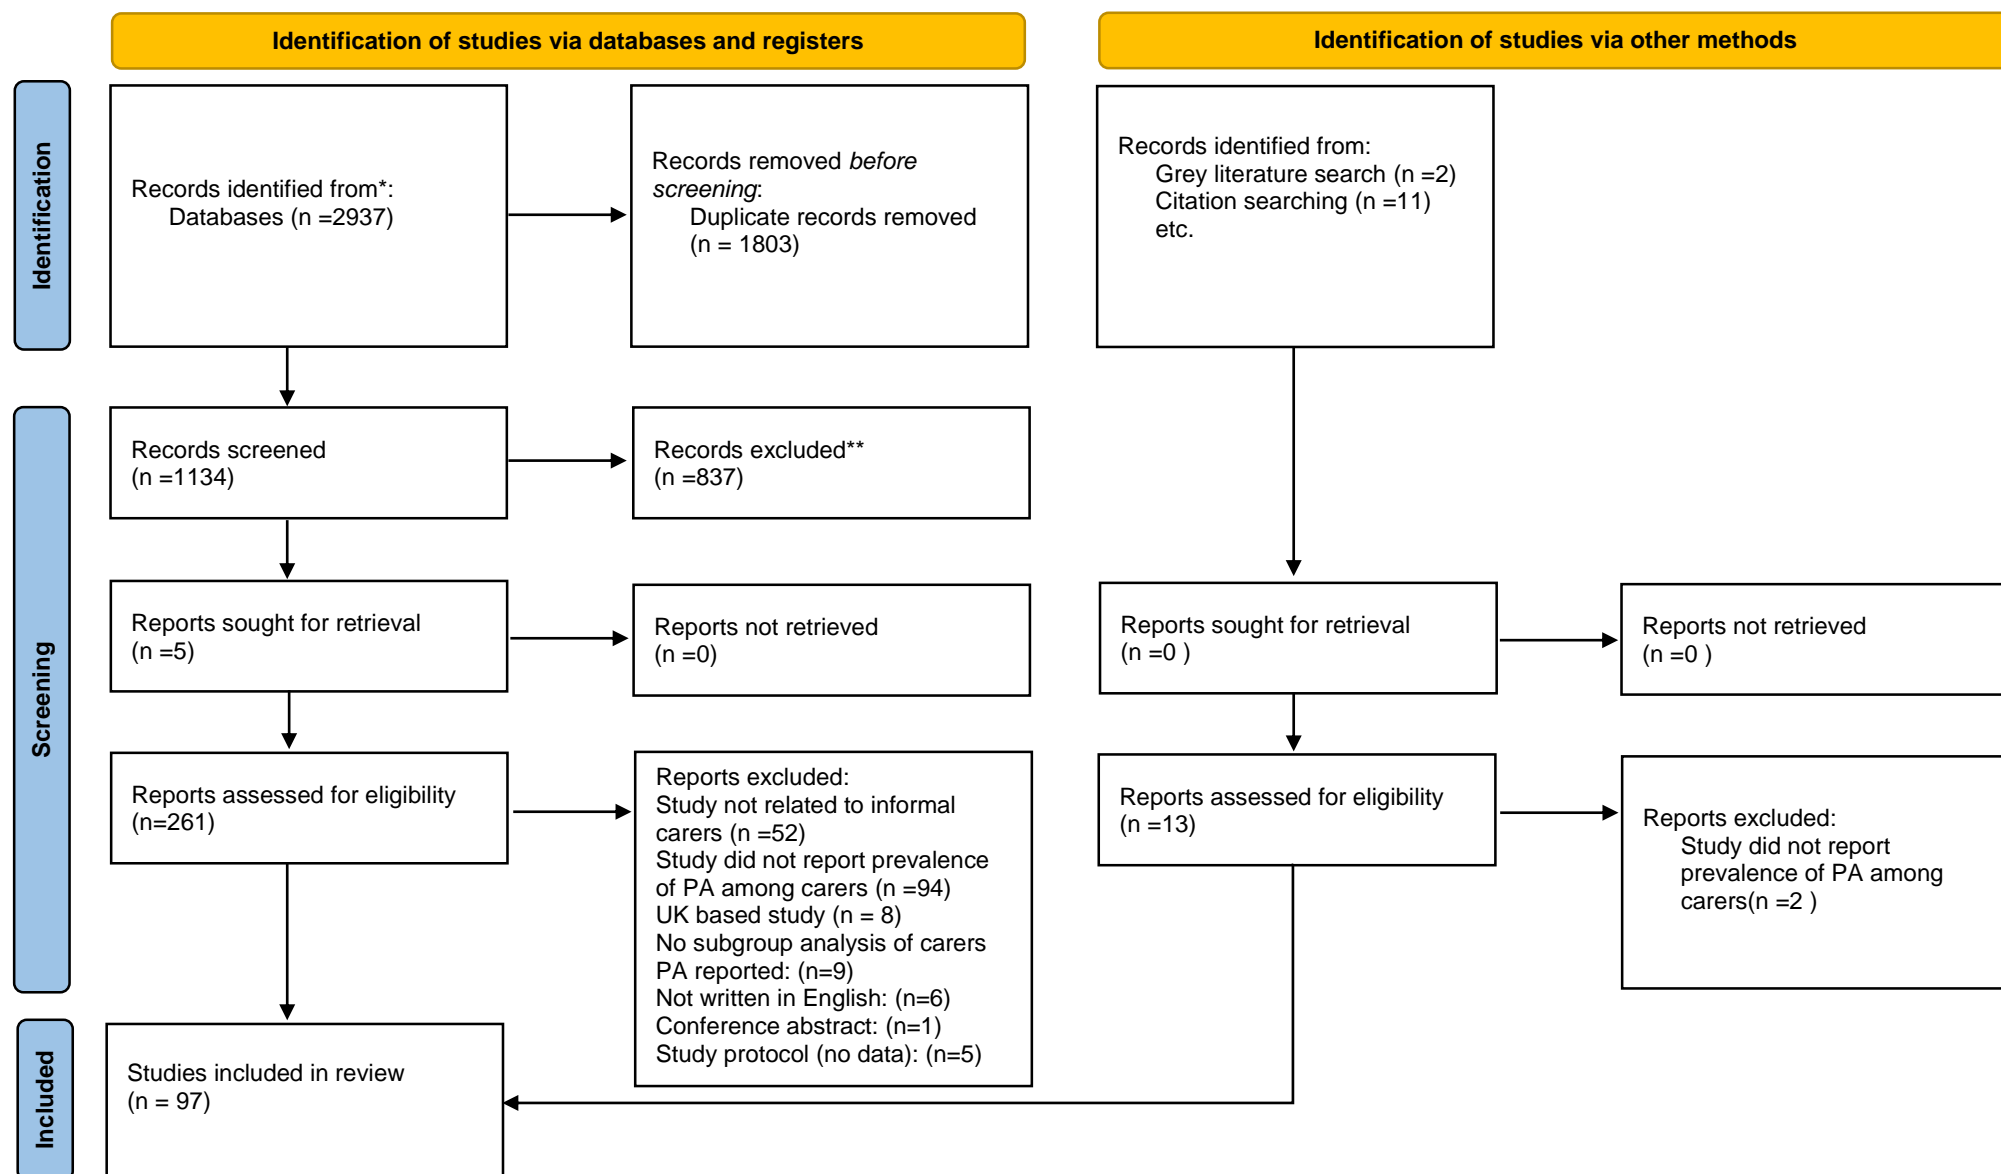 Identification of studies via databases and registers
Identification of studies via other methods
Identification
Records identified from*:
Databases (n =2937)
Records removed before
screening:
Duplicate records removed
(n = 1803)
Records identified from:
Grey literature search (n =2)
Citation searching (n =11)
etc.
Screening
Records screened
(n =1134)
Records excluded**
(n =837)
Reports sought for retrieval
(n =5)
Reports not retrieved
(n =0)
Reports sought for retrieval
(n =0 )
Reports not retrieved
(n =0 )
Reports assessed for eligibility
(n=261)
Reports excluded:
Study not related to informal
carers (n =52)
Study did not report prevalence
of PA among carers (n =94)
UK based study (n = 8)
No subgroup analysis of carers
PA reported: (n=9)
Not written in English: (n=6)
Conference abstract: (n=1)
Study protocol (no data): (n=5)
Reports assessed for eligibility
(n =13)
Reports excluded:
Study did not report
prevalence of PA among
carers(n =2 )
Included
Studies included in review
(n = 97)